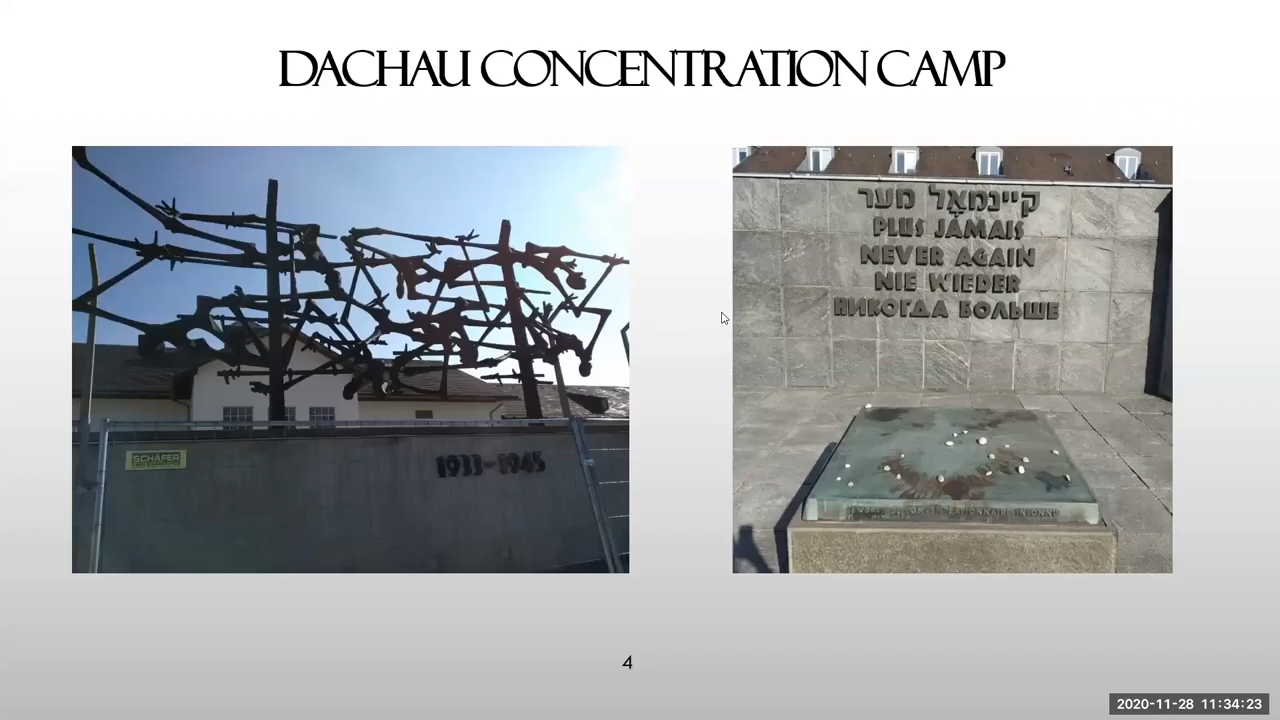 DACHAU CONCENTRATION CAMP
SCHÄFER
1933-1945
קיינמאָל מער
PLUS JAMAIS
NEVER AGAIN
NIE WIEDER
НИКОГДА БОЛЬШЕ
4
2020-11-28 11:34:23